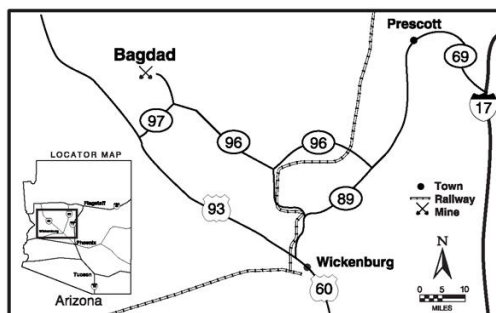 Prescott
Bagdad
69
17
97
96
96
LOCATOR MAP
93
89
Town
Railway
Mine
Flagstaff
Wickenburg
Phoenix
Tucson
Arizona
Wickenburg
60
N
0 5 10
MILES